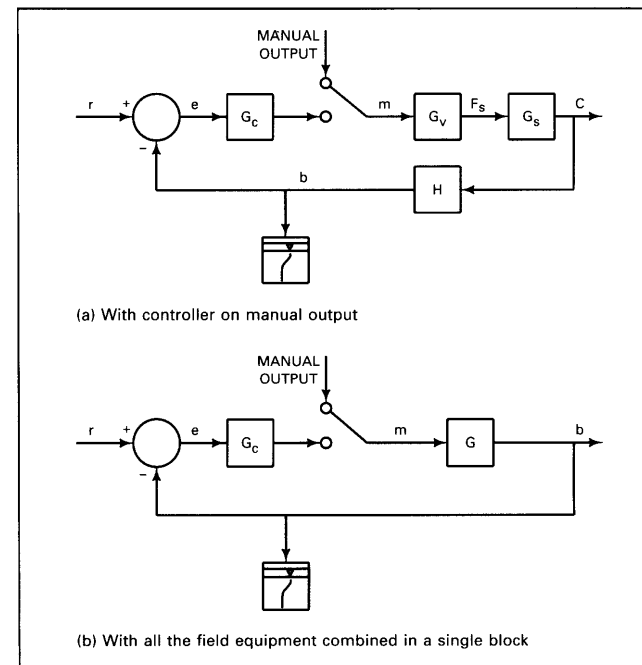 MANUAL
OUTPUT
r + e G_c m G_v F_s G_s C
-
b H
(a) With controller on manual output
MANUAL
OUTPUT
r + e G_c m G b
-
(b) With all the field equipment combined in a single block